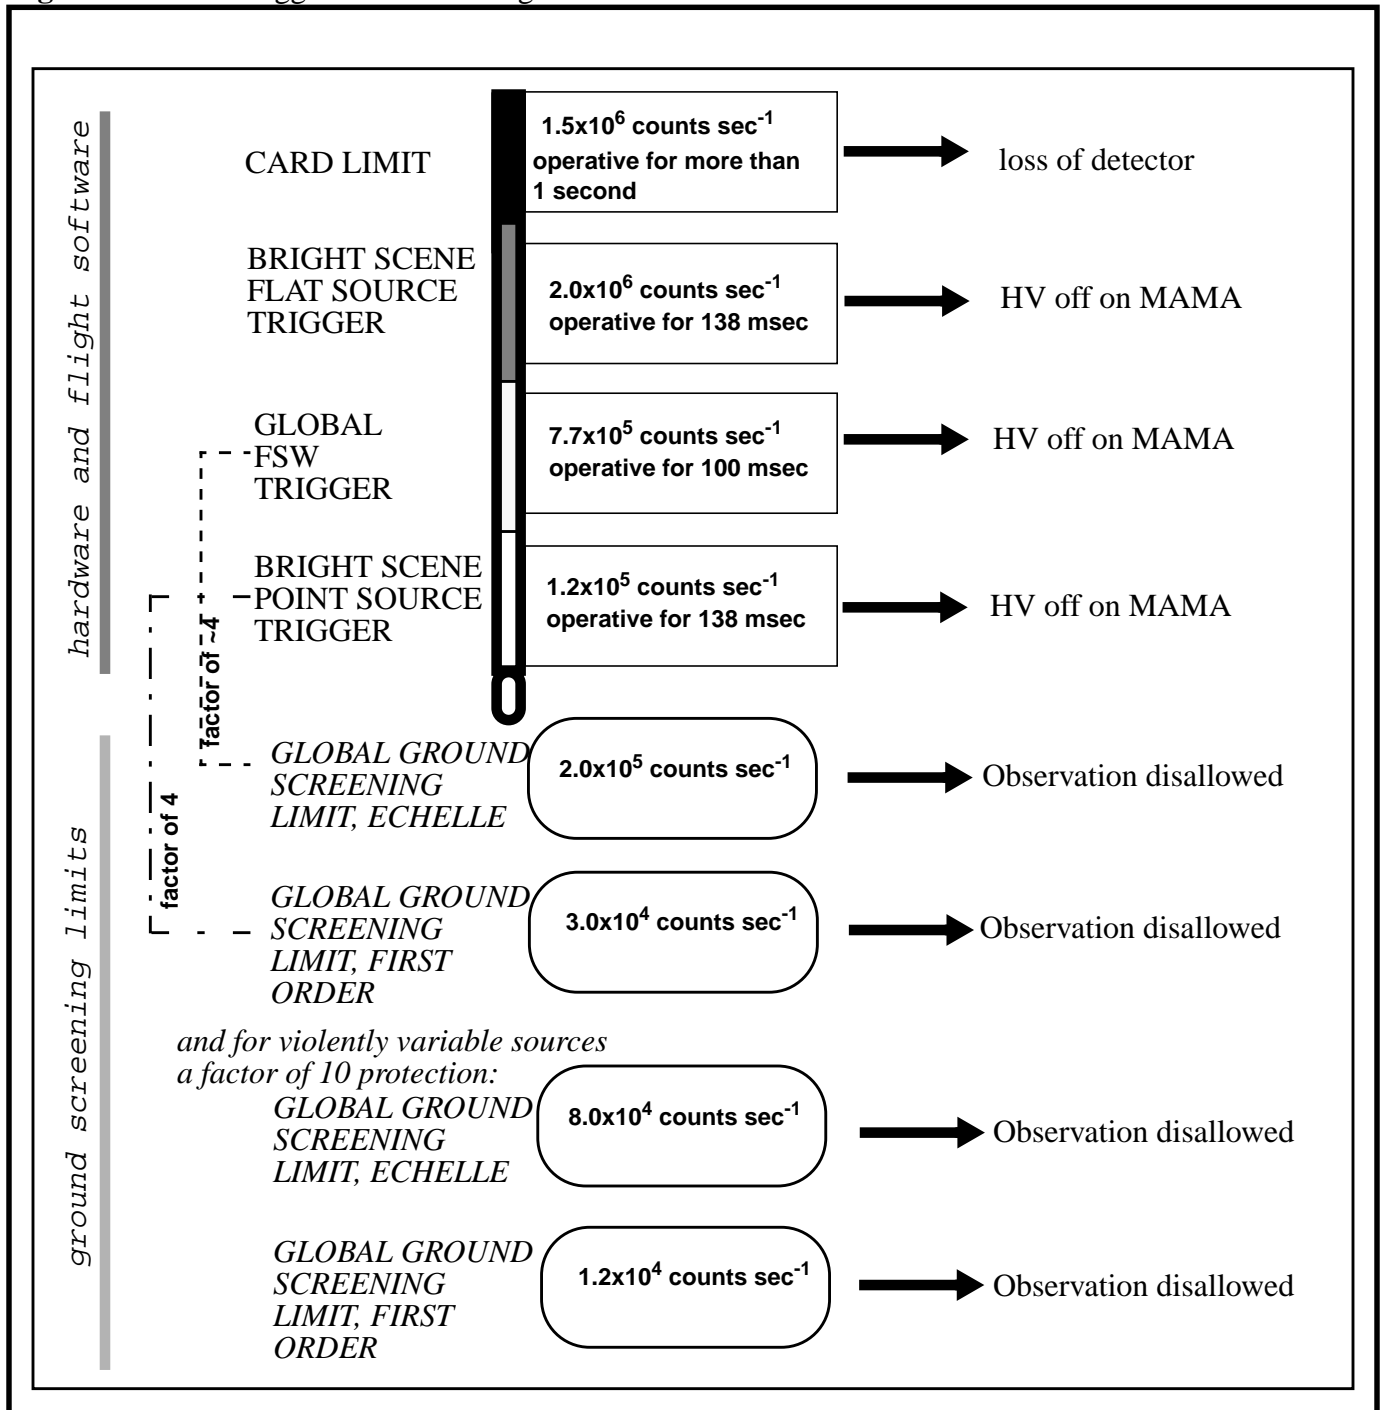 hardware and flight software
CARD LIMIT
1.5x10^6 counts sec^-1
operative for more than
1 second
loss of detector
BRIGHT SCENE
FLAT SOURCE
TRIGGER
2.0x10^6 counts sec^-1
operative for 138 msec
HV off on MAMA
GLOBAL
FSW
TRIGGER
7.7x10^5 counts sec^-1
operative for 100 msec
HV off on MAMA
BRIGHT SCENE
POINT SOURCE
TRIGGER
1.2x10^5 counts sec^-1
operative for 138 msec
HV off on MAMA
factor of ~4
factor of 4
ground screening limits
GLOBAL GROUND
SCREENING
LIMIT, ECHELLE
2.0x10^5 counts sec^-1
Observation disallowed
GLOBAL GROUND
SCREENING
LIMIT, FIRST
ORDER
3.0x10^4 counts sec^-1
Observation disallowed
and for violently variable sources
a factor of 10 protection:
GLOBAL GROUND
SCREENING
LIMIT, ECHELLE
8.0x10^4 counts sec^-1
Observation disallowed
GLOBAL GROUND
SCREENING
LIMIT, FIRST
ORDER
1.2x10^4 counts sec^-1
Observation disallowed